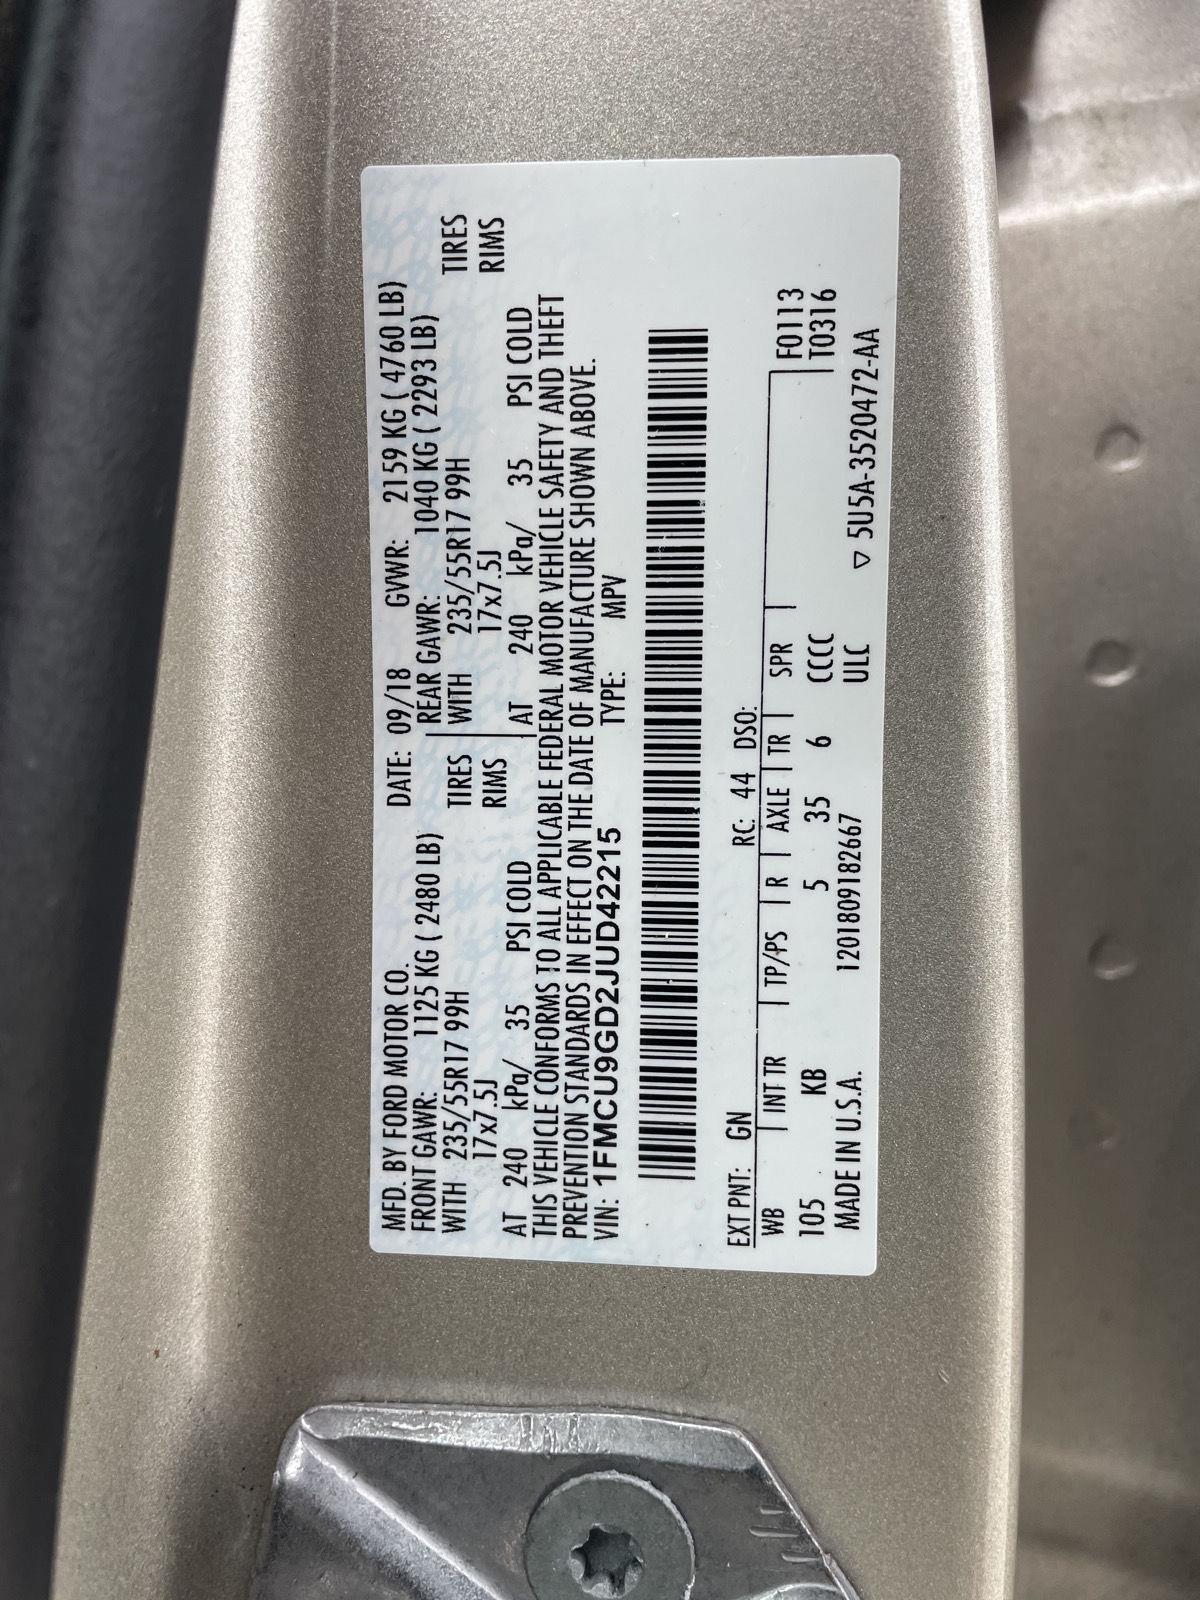 MFD. BY FORD MOTOR CO. DATE: 09/18 GVWR: 2159 KG ( 4760 LB)
FRONT GAWR: 1125 KG ( 2480 LB) REAR GAWR: 1040 KG ( 2293 LB)
WITH 235/55R17 99H TIRES WITH 235/55R17 99H TIRES
17x7.5J RIMS 17x7.5J RIMS
AT 240 kPa/ 35 PSI COLD AT 240 kPa/ 35 PSI COLD
THIS VEHICLE CONFORMS TO ALL APPLICABLE FEDERAL MOTOR VEHICLE SAFETY AND THEFT
PREVENTION STANDARDS IN EFFECT ON THE DATE OF MANUFACTURE SHOWN ABOVE.
VIN: 1FMCU9GD2JUD42215 TYPE: MPV
EXT PNT: GN RC: 44 DSO:
WB INT TR TP/PS R AXLE TR SPR F0113
105 KB 5 35 6 CCCC T0316
MADE IN U.S.A. 1201809182667 ULC ▽ 5U5A-3520472-AA